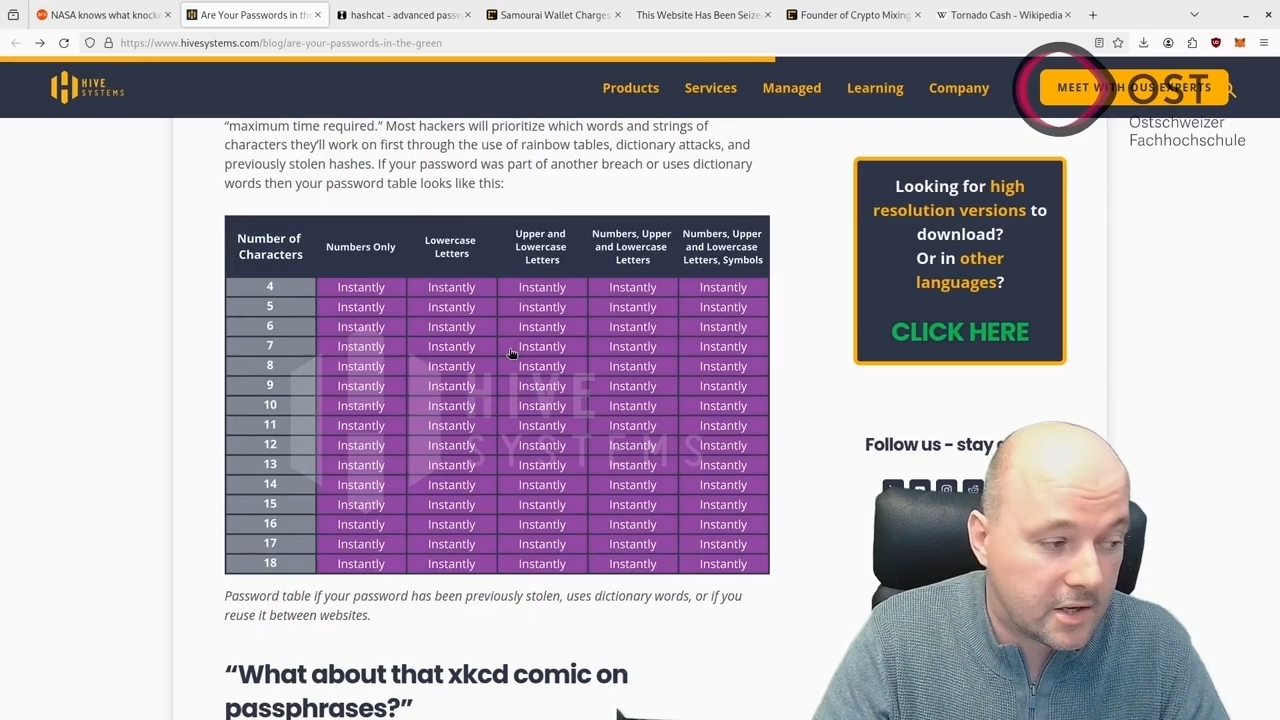 NASA knows what knocke
Are Your Passwords in th
hashcat - advanced passw
Samourai Wallet Charges
This Website Has Been Seize
Founder of Crypto Mixing
Tornado Cash - Wikipedia
https://www.hivesystems.com/blog/are-your-passwords-in-the-green
HIVE
SYSTEMS
Products
Services
Managed
Learning
Company
MEET WITH OUR EXPERTS
OST
Ostschweizer
Fachhochschule
“maximum time required.” Most hackers will prioritize which words and strings of
characters they’ll work on first through the use of rainbow tables, dictionary attacks, and
previously stolen hashes. If your password was part of another breach or uses dictionary
words then your password table looks like this:
Number of Characters Numbers Only Lowercase Letters Upper and Lowercase Letters Numbers, Upper and Lowercase Letters Numbers, Upper and Lowercase Letters, Symbols
4 Instantly Instantly Instantly Instantly Instantly
5 Instantly Instantly Instantly Instantly Instantly
6 Instantly Instantly Instantly Instantly Instantly
7 Instantly Instantly Instantly Instantly Instantly
8 Instantly Instantly Instantly Instantly Instantly
9 Instantly Instantly Instantly Instantly Instantly
10 Instantly Instantly Instantly Instantly Instantly
11 Instantly Instantly Instantly Instantly Instantly
12 Instantly Instantly Instantly Instantly Instantly
13 Instantly Instantly Instantly Instantly Instantly
14 Instantly Instantly Instantly Instantly Instantly
15 Instantly Instantly Instantly Instantly Instantly
16 Instantly Instantly Instantly Instantly Instantly
17 Instantly Instantly Instantly Instantly Instantly
18 Instantly Instantly Instantly Instantly Instantly
HIVE
SYSTEMS
Password table if your password has been previously stolen, uses dictionary words, or if you
reuse it between websites.
“What about that xkcd comic on
passphrases?”
Looking for high
resolution versions to
download?
Or in other
languages?
CLICK HERE
Follow us - stay